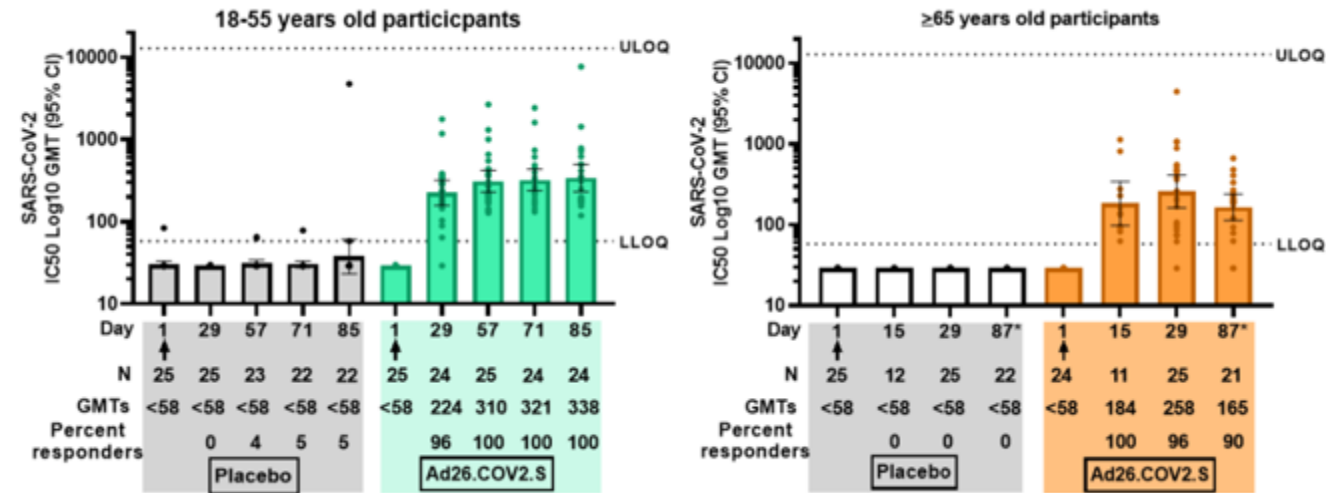 18-55 years old particicpants
SARS-CoV-2
IC50 Log10 GMT (95% CI)
10000
1000
100
10
ULOQ
LLOQ
Day 1 29 57 71 85 1 29 57 71 85
N 25 25 23 22 22 25 24 25 24 24
GMTs <58 <58 <58 <58 <58 <58 224 310 321 338
Percent
responders 0 4 5 5 96 100 100 100
Placebo Ad26.COV2.S
≥65 years old participants
SARS-CoV-2
IC50 Log10 GMT (95% CI)
10000
1000
100
10
ULOQ
LLOQ
Day 1 15 29 87* 1 15 29 87*
N 25 12 25 22 24 11 25 21
GMTs <58 <58 <58 <58 <58 184 258 165
Percent
responders 0 0 0 100 96 90
Placebo Ad26.COV2.S